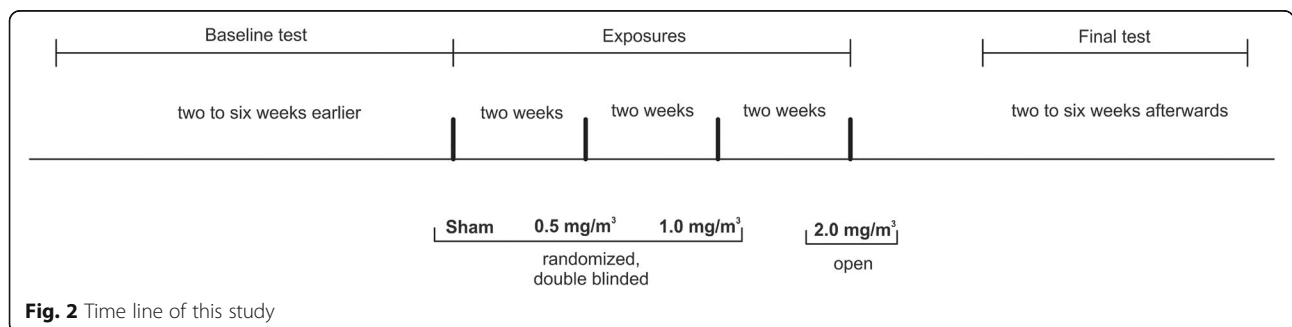 Baseline test Exposures Final test
two to six weeks earlier two weeks two weeks two weeks two to six weeks afterwards
Sham 0.5 mg/m³ 1.0 mg/m³ 2.0 mg/m³
randomized, open
double blinded
Fig. 2 Time line of this study